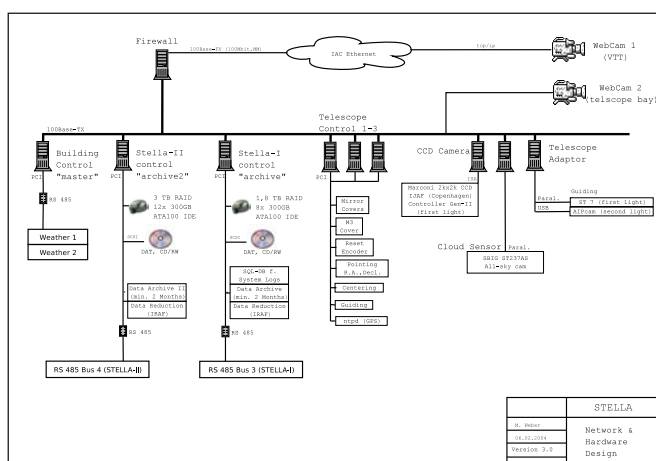 Firewall
100Base-TX (100Mbit,MM)
IAC Ethernet
tcp/ip
WebCam 1
(VTT)
WebCam 2
(telscope bay)
100Base-TX
Building
Control
"master"
PCI
RS 485
Weather 1
Weather 2
Stella-II
control
"archive2"
3 TB RAID
12x 300GB
ATA100 IDE
SCSI
DAT, CD/RW
Data Archive II
(min. 2 Months)
Data Reduction
(IRAF)
RS 485
RS 485 Bus 4 (STELLA-II)
Stella-I
control
"archive"
PCI
1,8 TB RAID
8x 300GB
ATA100 IDE
SCSI
DAT, CD/RW
SQL-DB f.
System Logs
Data Archive
(min. 2 Months)
Data Reduction
(IRAF)
RS 485
RS 485 Bus 3 (STELLA-I)
Telescope
Control 1-3
PCI
Mirror
Covers
M3
Cover
Reset
Encoder
Pointing
R.A.,Decl.
Centering
Guiding
ntpd (GPS)
CCD Camera
ISA
Marconi 2kx2k CCD
IJAF (Copenhagen)
Controller Gen-II
(first light)
Cloud Sensor
Paral.
SBIG ST237AS
All-sky cam
Telescope
Adaptor
Guiding
Paral.
ST 7 (first light)
USB
AIPcam (second light)
STELLA
M. Weber
06.02.2004
Version 3.0
Network &
Hardware
Design